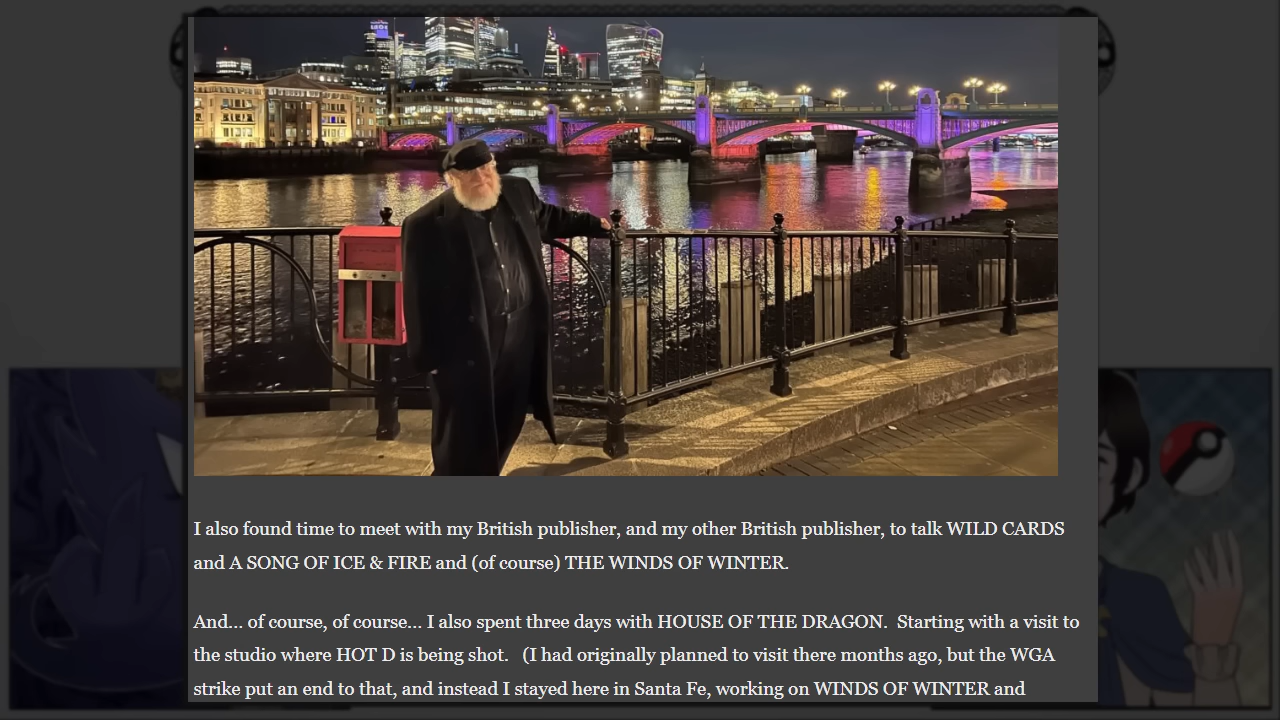 I also found time to meet with my British publisher, and my other British publisher, to talk WILD CARDS
and A SONG OF ICE & FIRE and (of course) THE WINDS OF WINTER.
And… of course, of course… I also spent three days with HOUSE OF THE DRAGON.  Starting with a visit to
the studio where HOT D is being shot.   (I had originally planned to visit there months ago, but the WGA
strike put an end to that, and instead I stayed here in Santa Fe, working on WINDS OF WINTER and